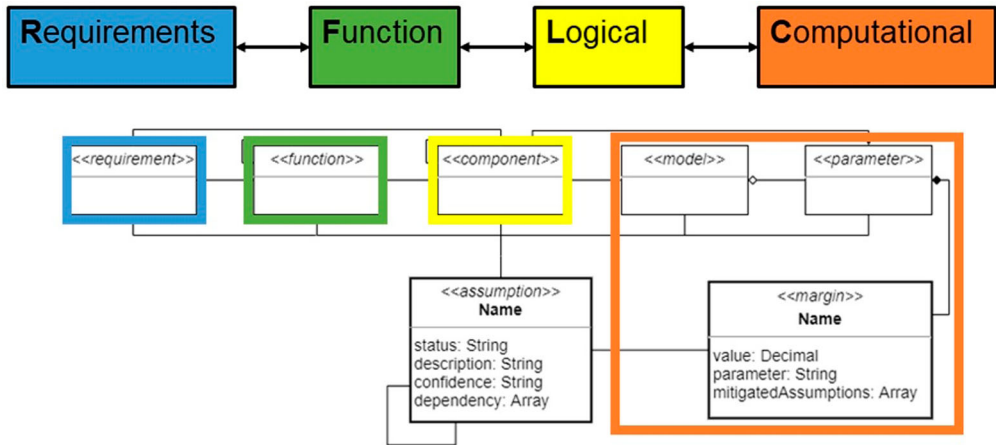 Requirements
Function
Logical
Computational
<<requirement>>
<<function>>
<<component>>
<<model>>
<<parameter>>
<<assumption>>
Name
status: String
description: String
confidence: String
dependency: Array
<<margin>>
Name
value: Decimal
parameter: String
mitigatedAssumptions: Array